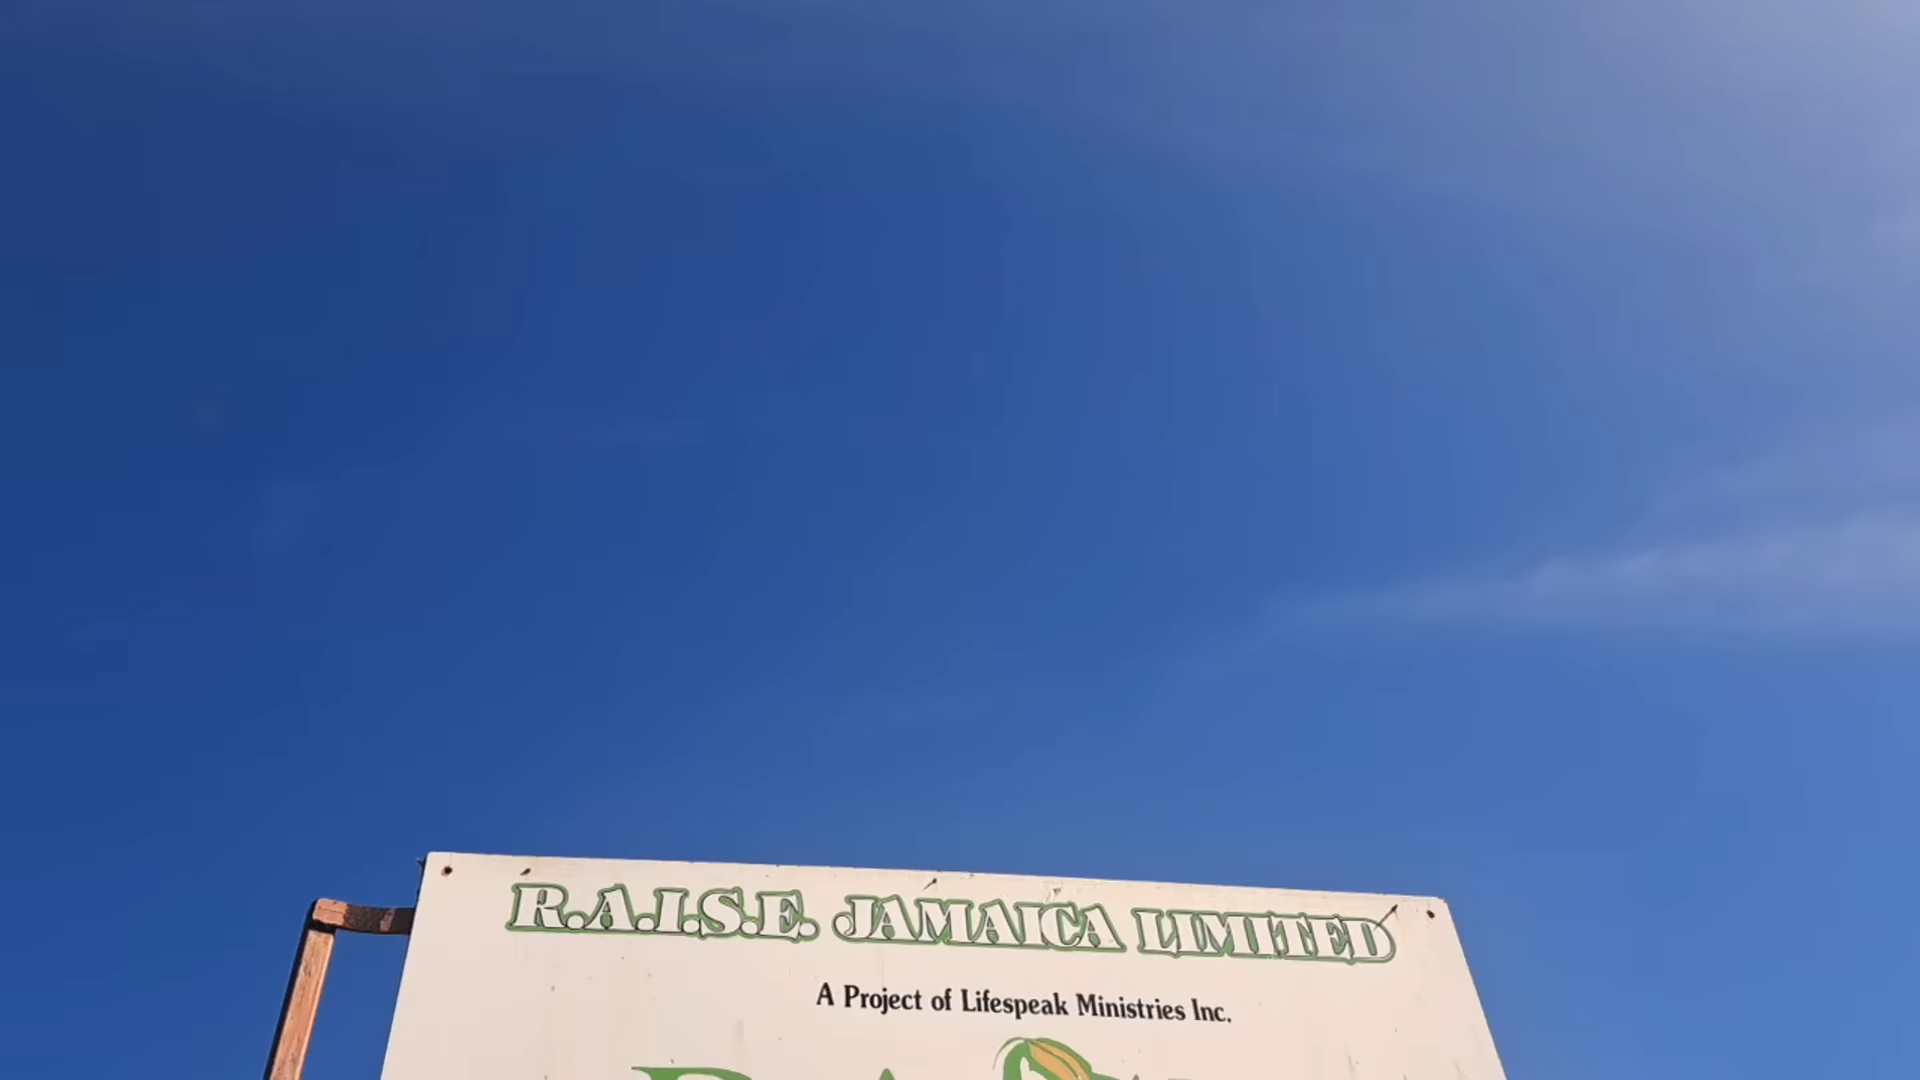 R.A.I.S.E. JAMAICA LIMITED
A Project of Lifespeak Ministries Inc.